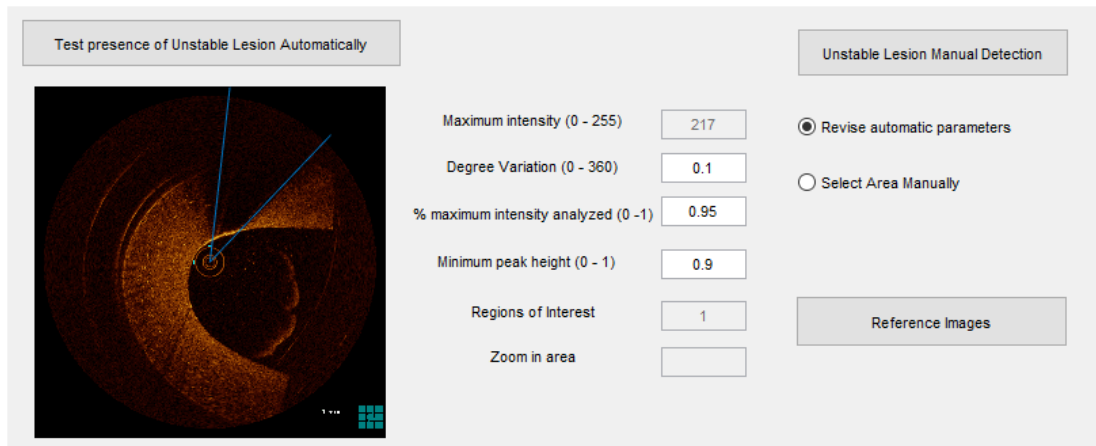 Test presence of Unstable Lesion Automatically
Unstable Lesion Manual Detection
Maximum intensity (0 - 255)
217
Revise automatic parameters
Degree Variation (0 - 360)
0.1
Select Area Manually
% maximum intensity analyzed (0 -1)
0.95
Minimum peak height (0 - 1)
0.9
Regions of Interest
1
Reference Images
Zoom in area